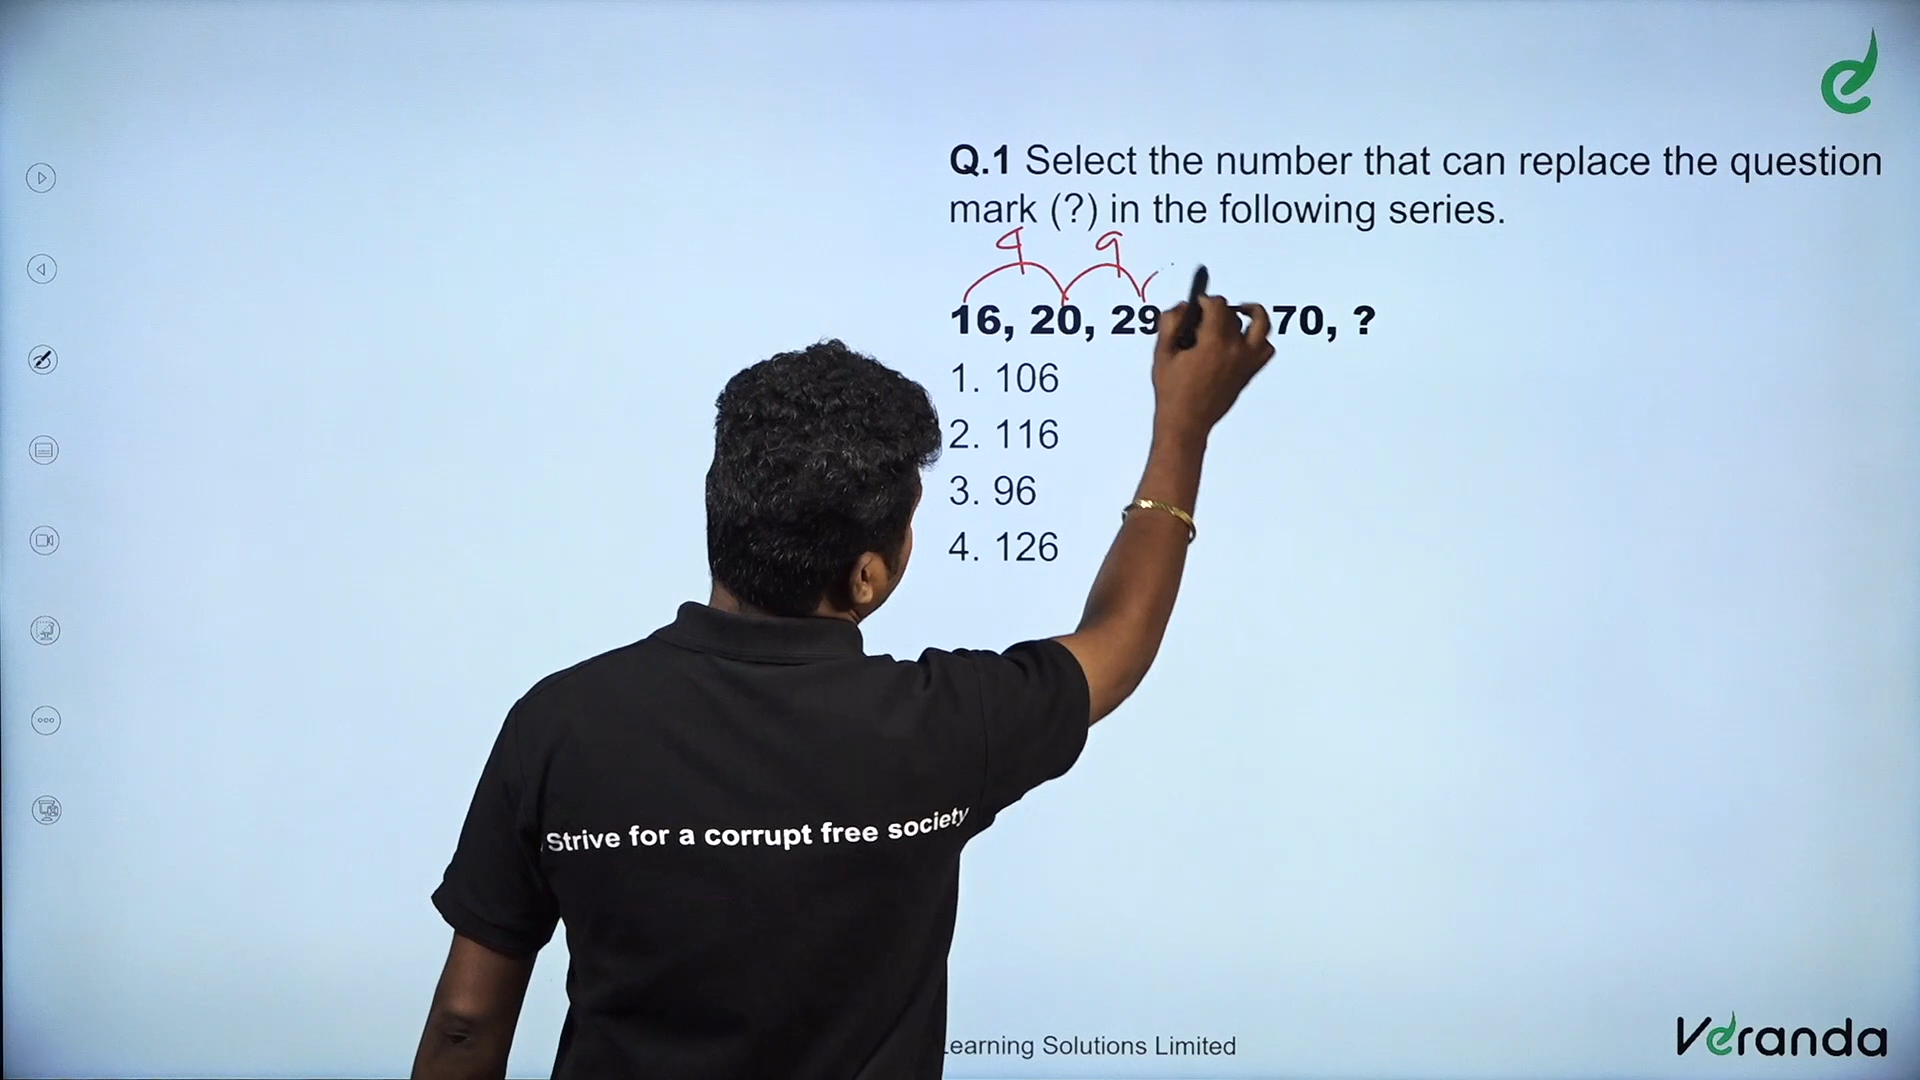 Q.1 Select the number that can replace the question
mark (?) in the following series.
4 9
16, 20, 29 70, ?
1. 106
2. 116
3. 96
4. 126
Strive for a corrupt free society
Learning Solutions Limited
Veranda